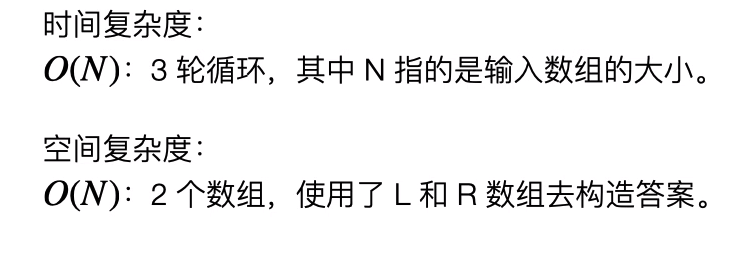 时间复杂度：
O(N)：3 轮循环，其中 N 指的是输入数组的大小。
空间复杂度：
O(N)：2 个数组，使用了 L 和 R 数组去构造答案。